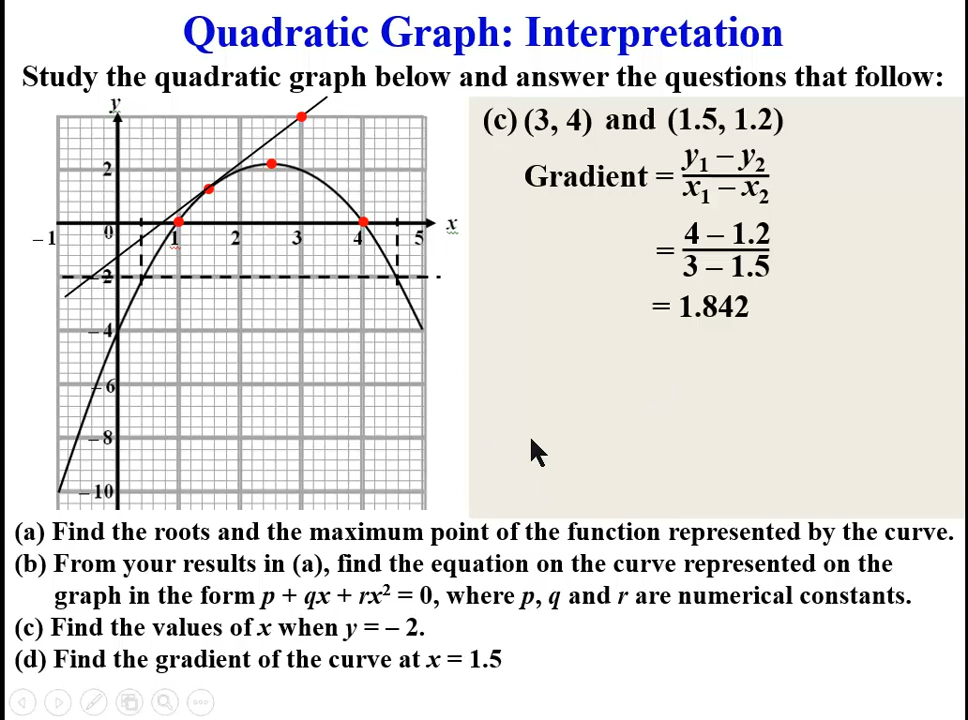 Quadratic Graph: Interpretation
Study the quadratic graph below and answer the questions that follow:
y
2
– 1 0 1 2 3 4 5 x
– 2
– 4
– 6
– 8
– 10
(c) (3, 4) and (1.5, 1.2)
Gradient = y₁ – y₂ / x₁ – x₂
= 4 – 1.2 / 3 – 1.5
= 1.842
(a) Find the roots and the maximum point of the function represented by the curve.
(b) From your results in (a), find the equation on the curve represented on the
graph in the form p + qx + rx² = 0, where p, q and r are numerical constants.
(c) Find the values of x when y = – 2.
(d) Find the gradient of the curve at x = 1.5